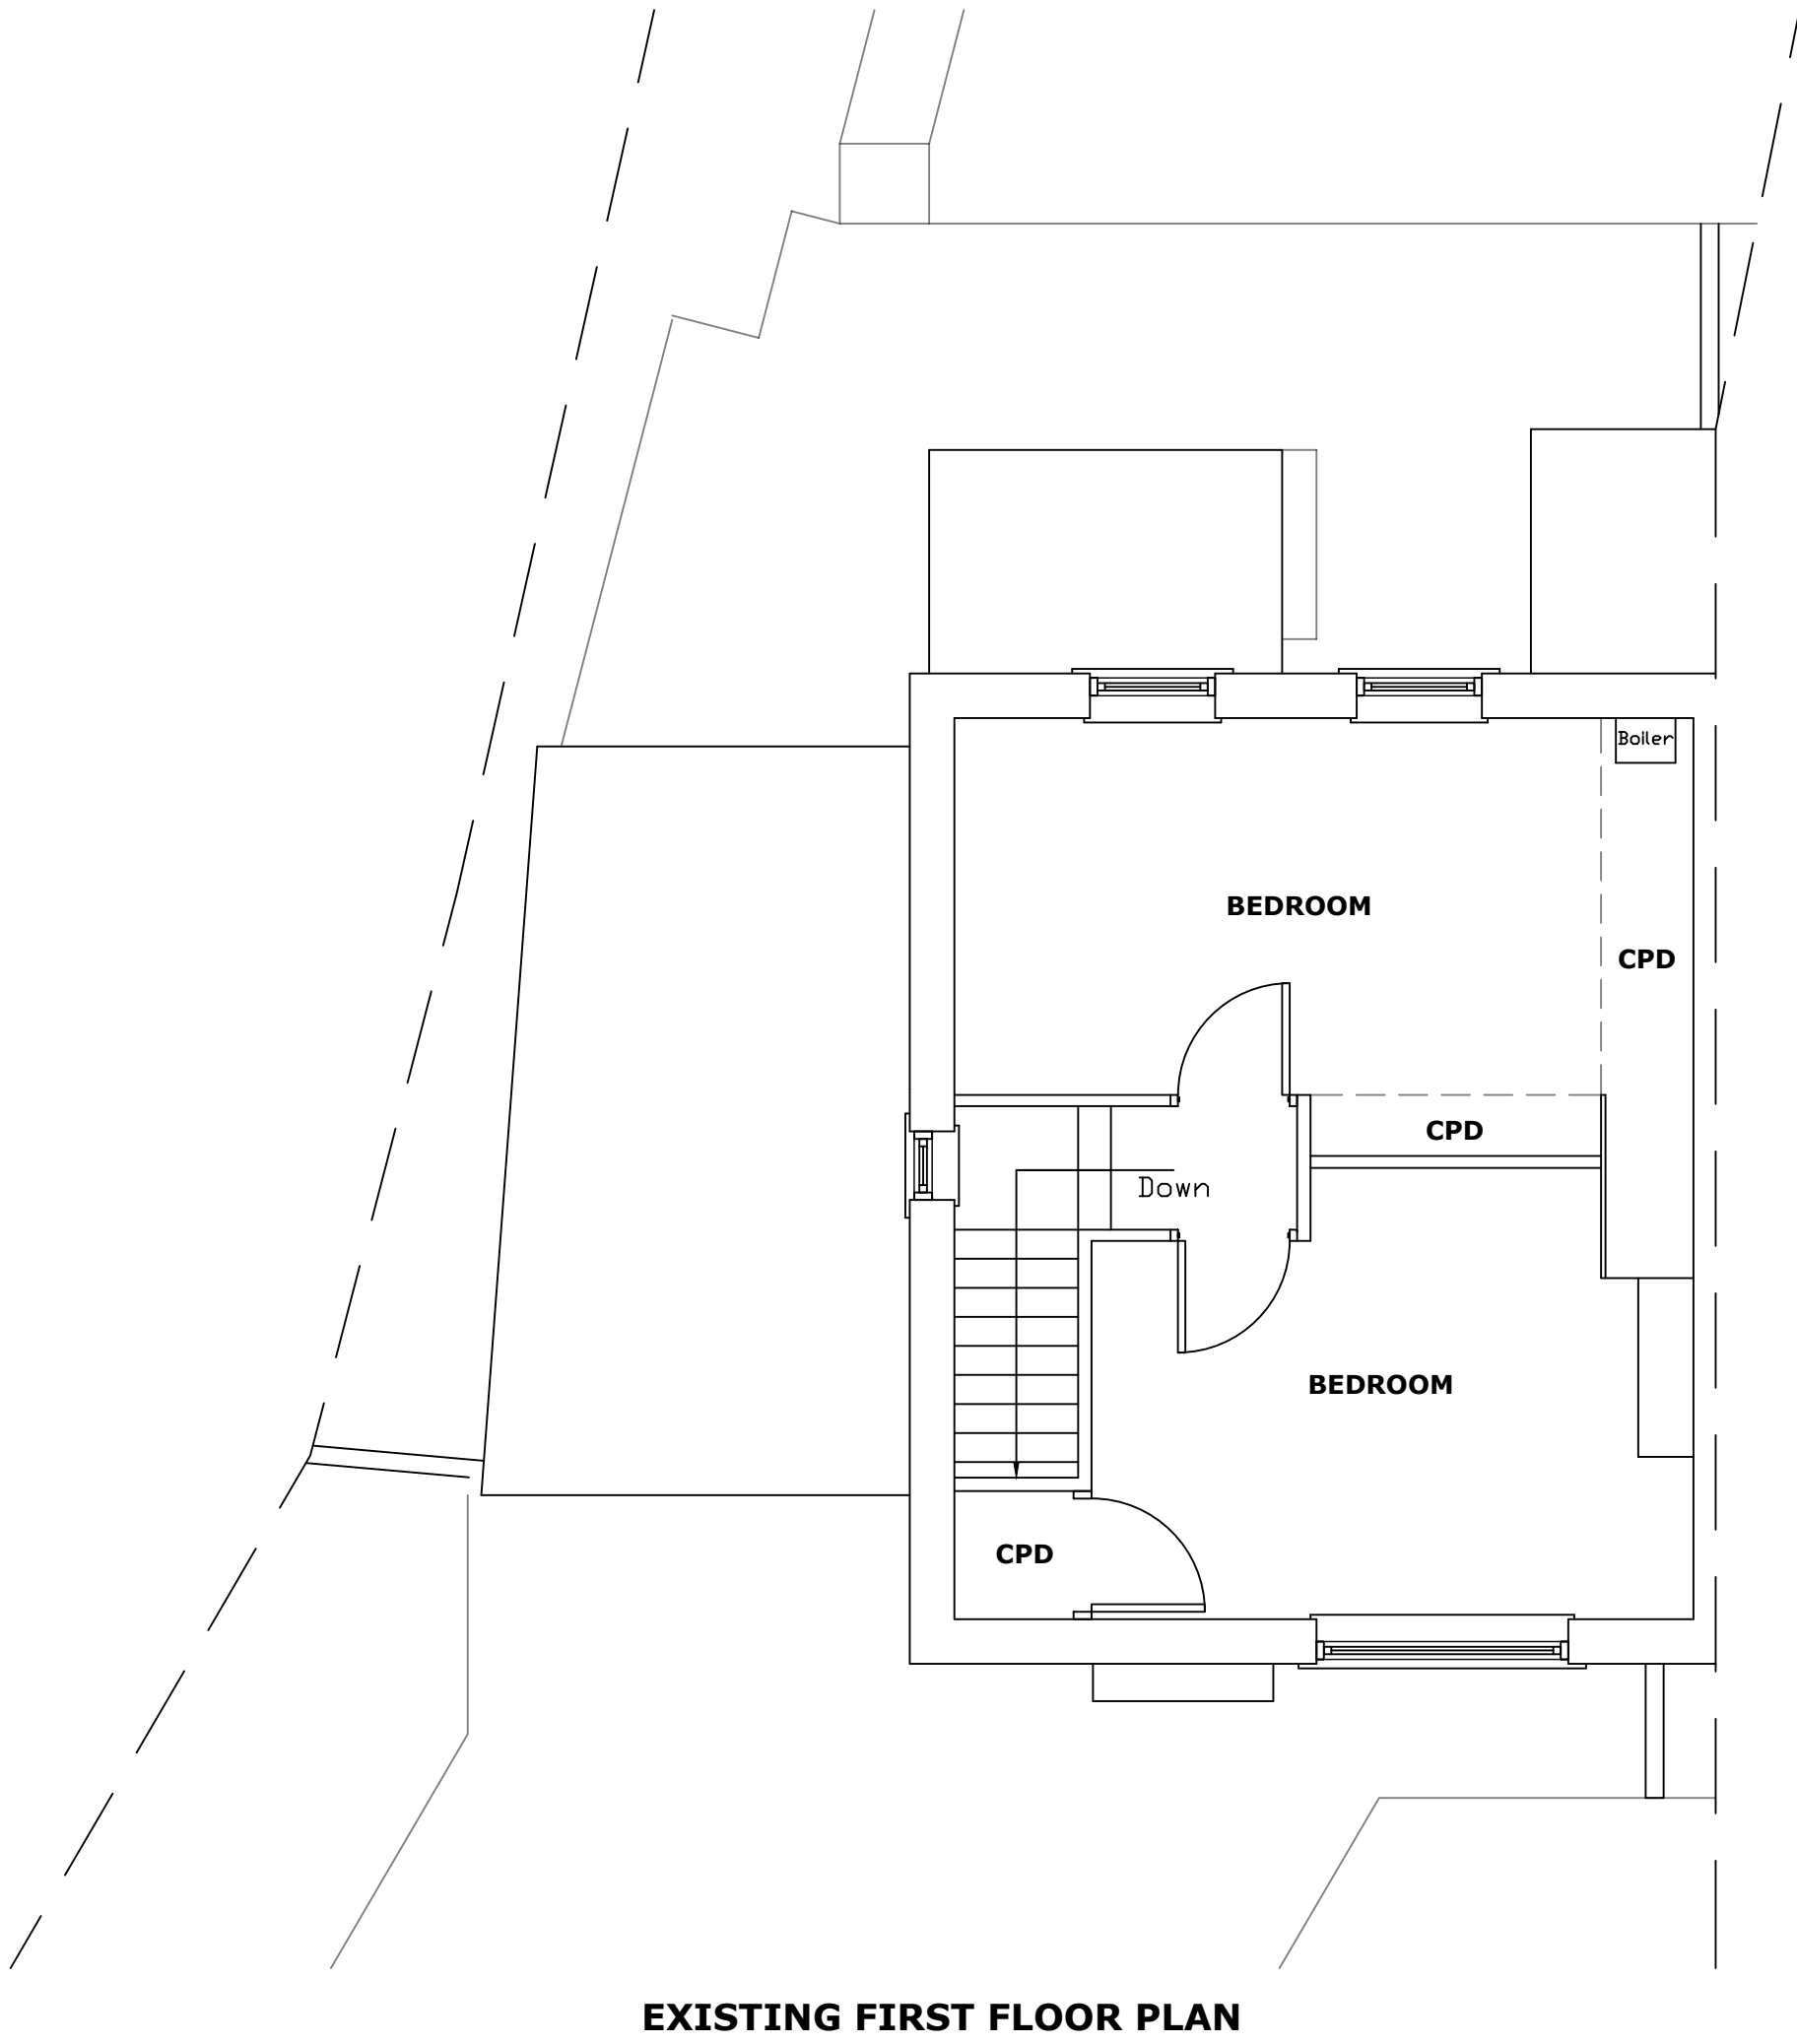 Boiler
BEDROOM
CPD
CPD
Down
BEDROOM
CPD
EXISTING FIRST FLOOR PLAN